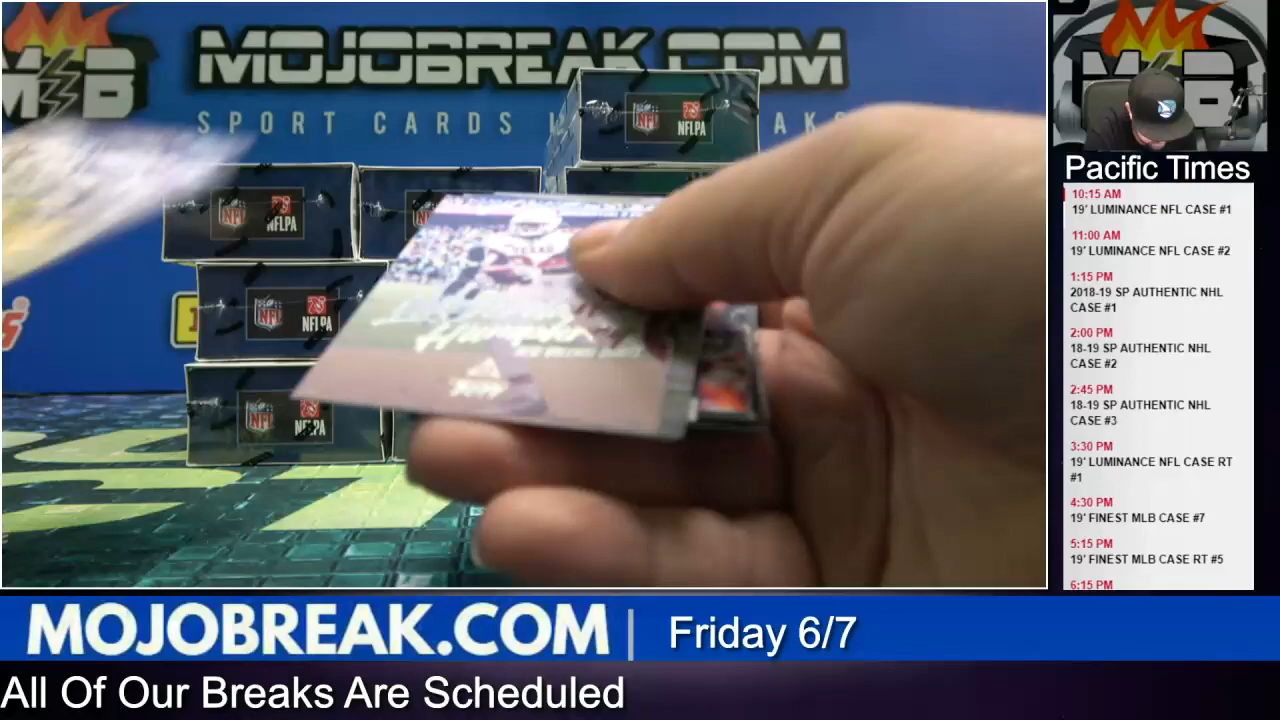 MOJOBREAK.COM
SPORT CARDS
AKS
NFL
NFLPA
NFL
NFLPA
NFL
NFL
NFLPA
NFL
NFLPA
M B
M B
TEXAS
NEW ORLEANS SAINTS
Pacific Times
10:15 AM
19' LUMINANCE NFL CASE #1
11:00 AM
19' LUMINANCE NFL CASE #2
1:15 PM
2018-19 SP AUTHENTIC NHL
CASE #1
2:00 PM
18-19 SP AUTHENTIC NHL
CASE #2
2:45 PM
18-19 SP AUTHENTIC NHL
CASE #3
3:30 PM
19' LUMINANCE NFL CASE RT
#1
4:30 PM
19' FINEST MLB CASE #7
5:15 PM
19' FINEST MLB CASE RT #5
6:15 PM
MOJOBREAK.COM | Friday 6/7
All Of Our Breaks Are Scheduled